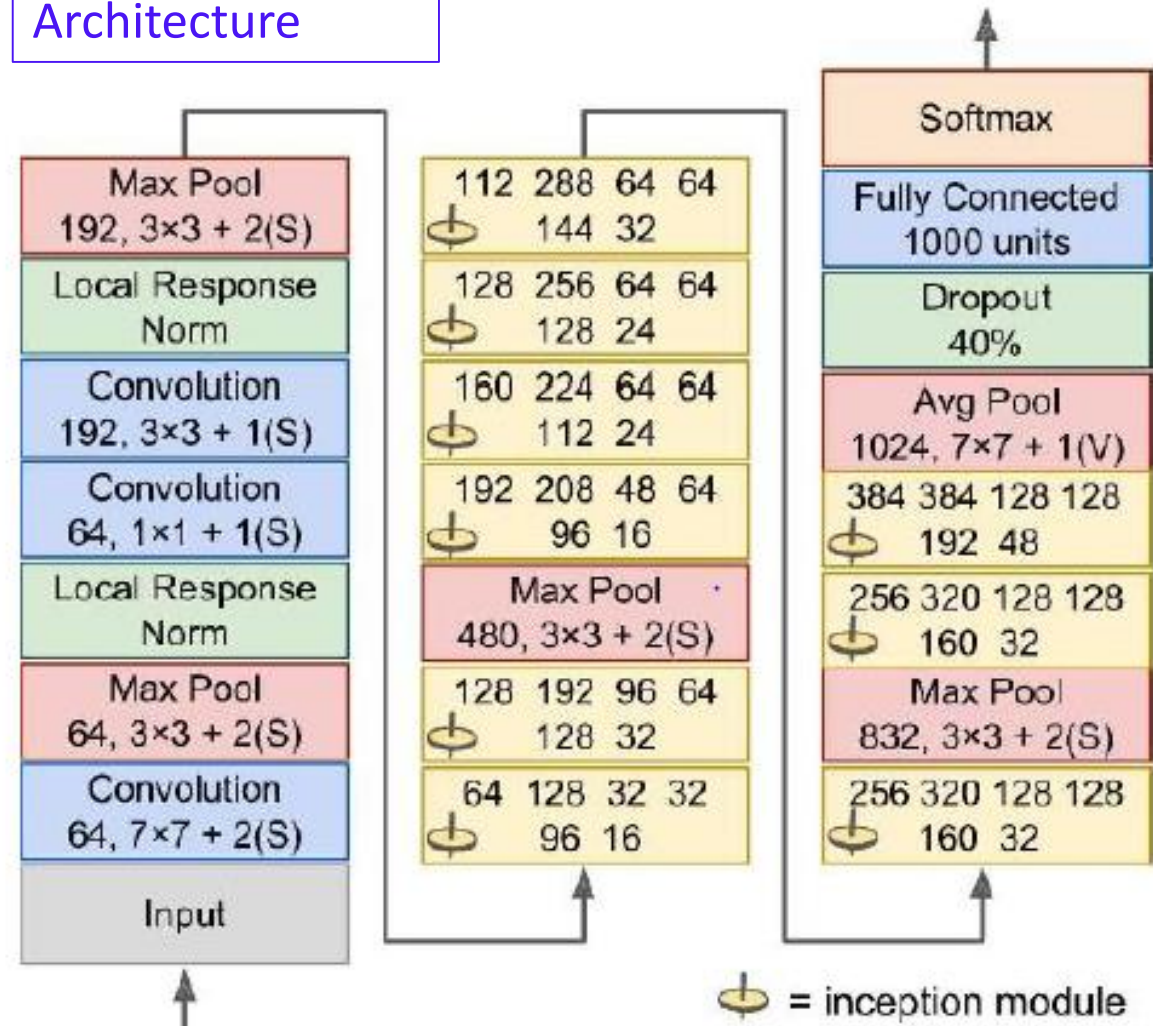 Architecture
Max Pool
192, 3×3 + 2(S)
Local Response
Norm
Convolution
192, 3×3 + 1(S)
Convolution
64, 1×1 + 1(S)
Local Response
Norm
Max Pool
64, 3×3 + 2(S)
Convolution
64, 7×7 + 2(S)
Input
112 288 64 64
144 32
128 256 64 64
128 24
160 224 64 64
112 24
192 208 48 64
96 16
Max Pool
480, 3×3 + 2(S)
128 192 96 64
128 32
64 128 32 32
96 16
Softmax
Fully Connected
1000 units
Dropout
40%
Avg Pool
1024, 7×7 + 1(V)
384 384 128 128
192 48
256 320 128 128
160 32
Max Pool
832, 3×3 + 2(S)
256 320 128 128
160 32
= inception module